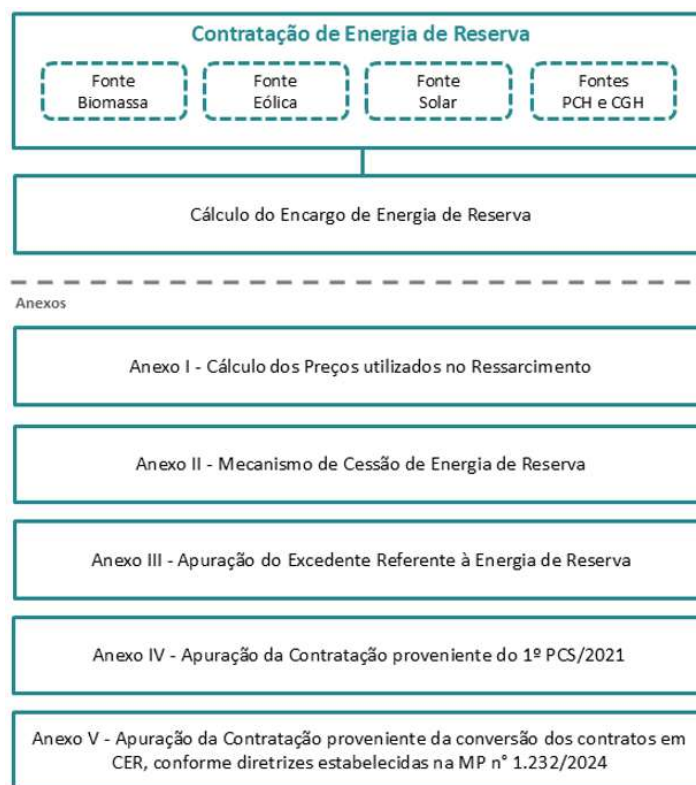 Contratação de Energia de Reserva
Fonte
Biomassa
Fonte
Eólica
Fonte
Solar
Fontes
PCH e CGH
Cálculo do Encargo de Energia de Reserva
Anexos
Anexo I - Cálculo dos Preços utilizados no Ressarcimento
Anexo II - Mecanismo de Cessão de Energia de Reserva
Anexo III - Apuração do Excedente Referente à Energia de Reserva
Anexo IV - Apuração da Contratação proveniente do 1º PCS/2021
Anexo V - Apuração da Contratação proveniente da conversão dos contratos em
CER, conforme diretrizes estabelecidas na MP n° 1.232/2024